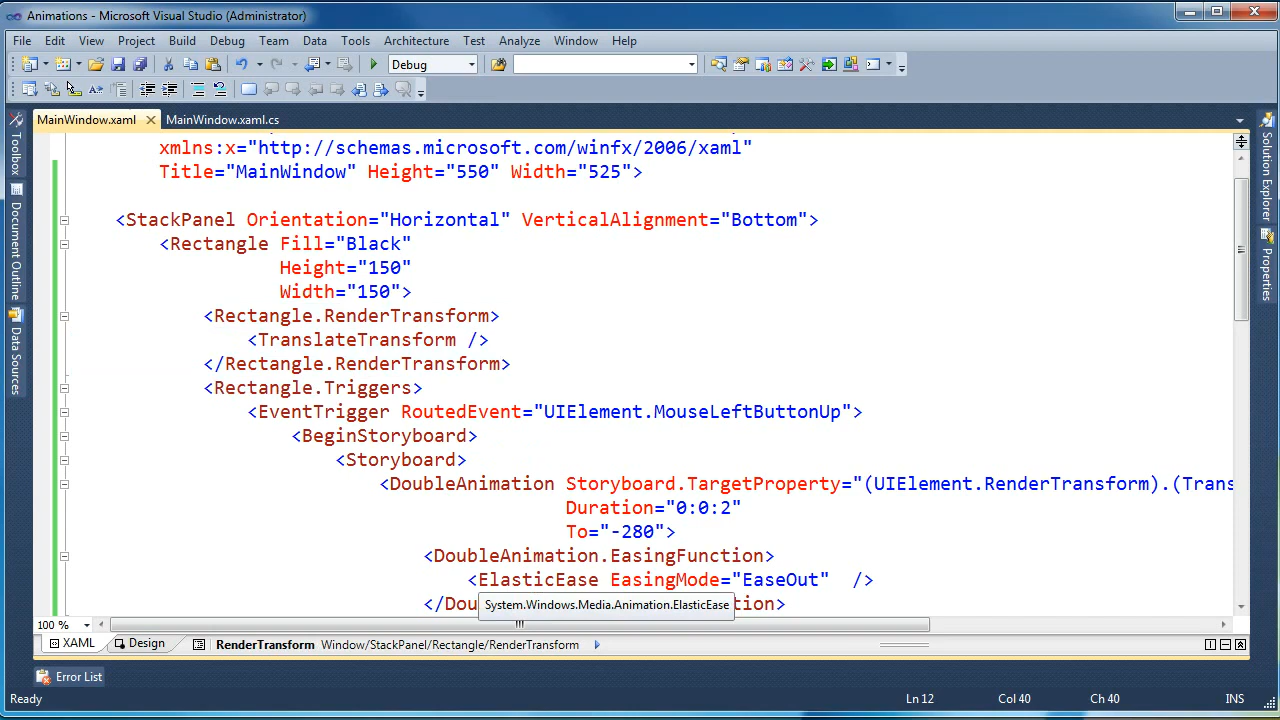 Animations - Microsoft Visual Studio (Administrator)
File Edit View Project Build Debug Team Data Tools Architecture Test Analyze Window Help
Debug
MainWindow.xaml MainWindow.xaml.cs
xmlns:x="http://schemas.microsoft.com/winfx/2006/xaml"
Title="MainWindow" Height="550" Width="525">
<StackPanel Orientation="Horizontal" VerticalAlignment="Bottom">
<Rectangle Fill="Black"
Height="150"
Width="150">
<Rectangle.RenderTransform>
<TranslateTransform />
</Rectangle.RenderTransform>
<Rectangle.Triggers>
<EventTrigger RoutedEvent="UIElement.MouseLeftButtonUp">
<BeginStoryboard>
<Storyboard>
<DoubleAnimation Storyboard.TargetProperty="(UIElement.RenderTransform).(Trans
Duration="0:0:2"
To="-280">
<DoubleAnimation.EasingFunction>
<ElasticEase EasingMode="EaseOut" />
</Dou
tion>
System.Windows.Media.Animation.ElasticEase
100 %
XAML Design RenderTransform Window/StackPanel/Rectangle/RenderTransform
Error List
Ready Ln 12 Col 40 Ch 40 INS
Toolbox
Document Outline
Data Sources
Solution Explorer
Properties